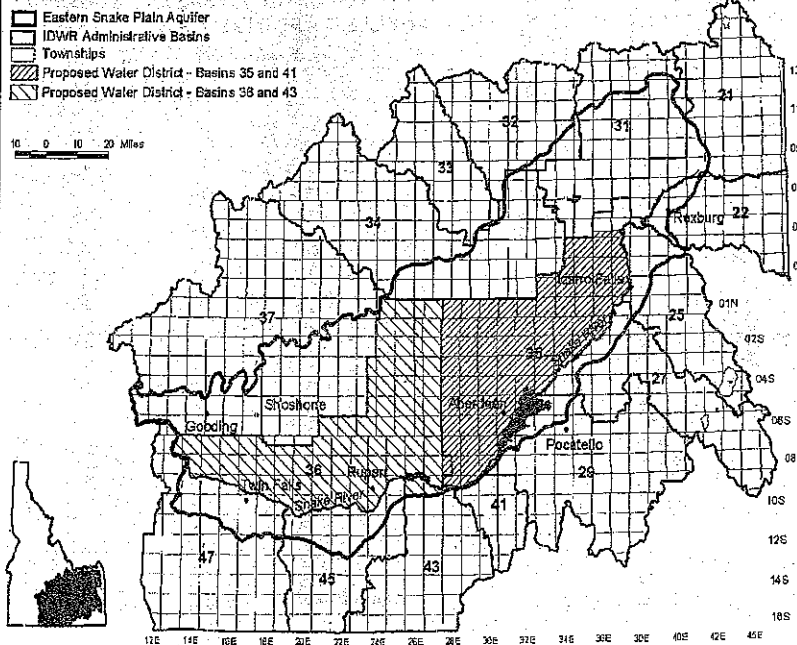 Eastern Snake Plain Aquifer
IDWR Administrative Basins
Townships
Proposed Water District - Basins 35 and 41
Proposed Water District - Basins 36 and 43
10 0 10 20 Miles
32
31
21
33
Rexburg 22
34
Idaho Falls
37
01N
25
02S
35
Snake River
27
04S
Shoshone
Aberdeen
06S
Gooding
Pocatello
08
36
Rupert
29
Twin Falls
Snake River
10S
41
12S
47
45
43
14S
16S
12E 14E 16E 18E 20E 22E 24E 26E 28E 30E 32E 34E 36E 38E 40E 42E 44E